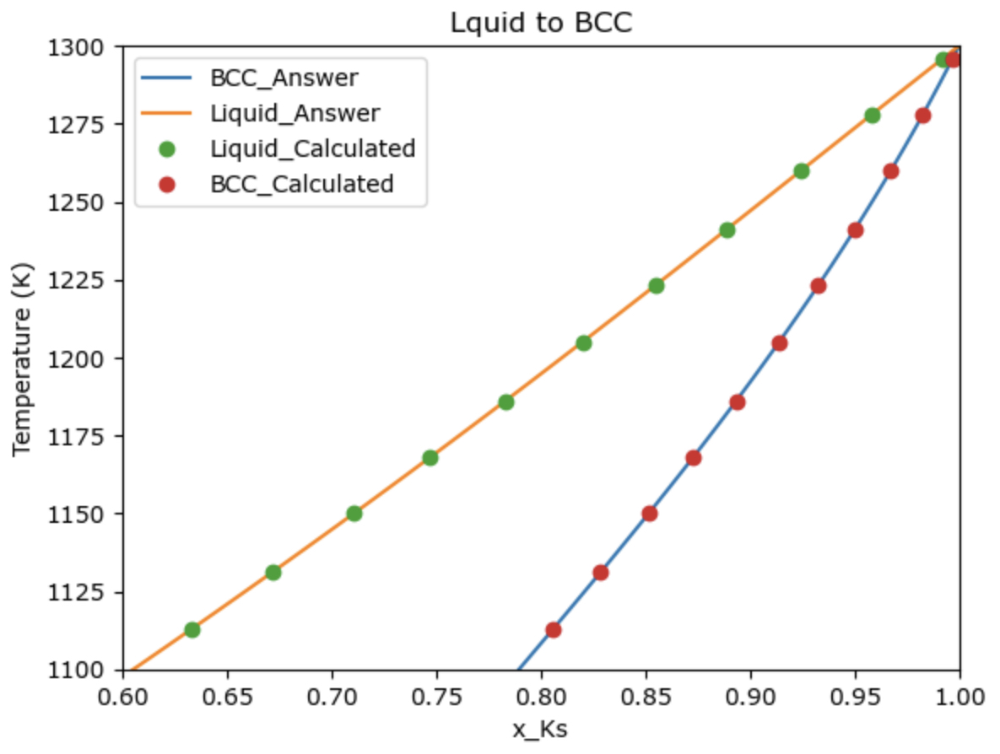 Lquid to BCC
BCC_Answer
Liquid_Answer
Liquid_Calculated
BCC_Calculated
Temperature (K)
1300
1275
1250
1225
1200
1175
1150
1125
1100
0.60 0.65 0.70 0.75 0.80 0.85 0.90 0.95 1.00
x_Ks